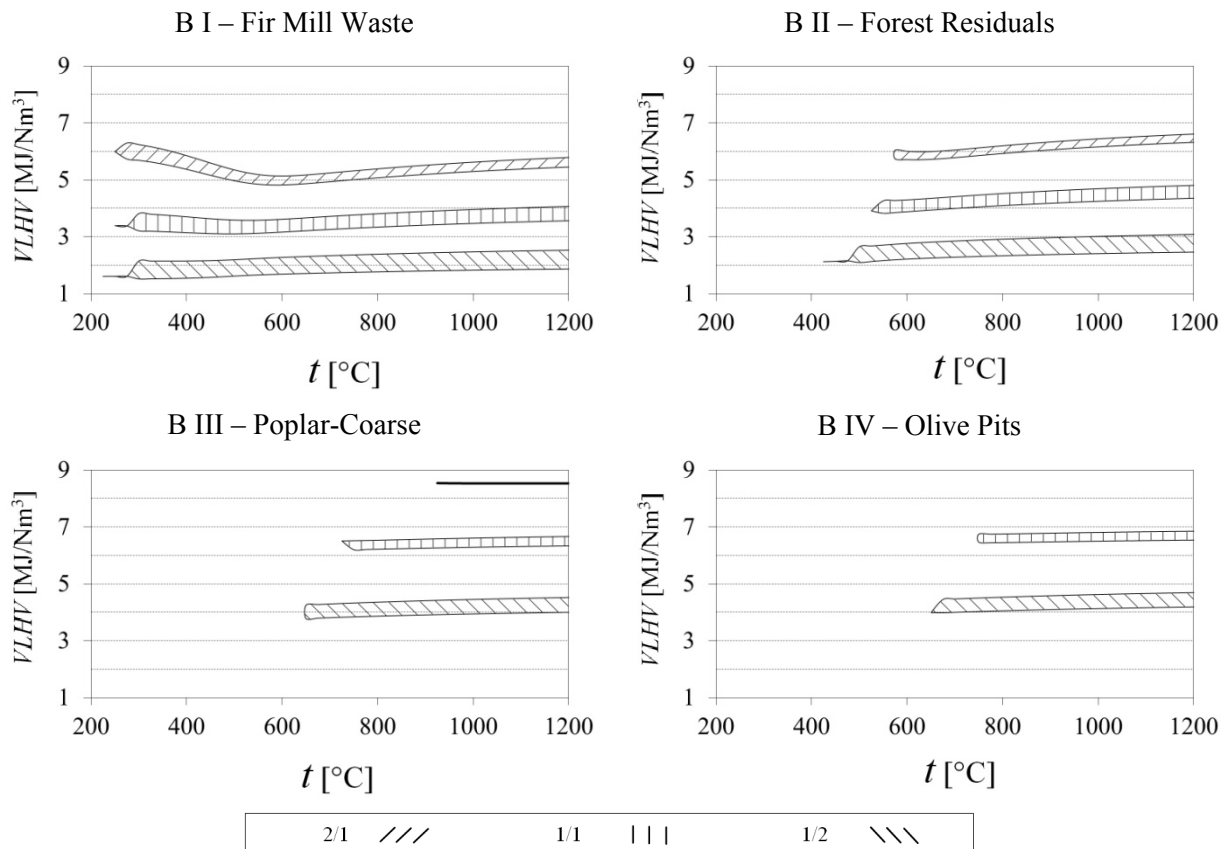 B I – Fir Mill Waste
9
7
5
3
1
VLHV [MJ/Nm³]
200 400 600 800 1000 1200
t [°C]
B II – Forest Residuals
9
7
5
3
1
VLHV [MJ/Nm³]
200 400 600 800 1000 1200
t [°C]
B III – Poplar-Coarse
9
7
5
3
1
VLHV [MJ/Nm³]
200 400 600 800 1000 1200
t [°C]
B IV – Olive Pits
9
7
5
3
1
VLHV [MJ/Nm³]
200 400 600 800 1000 1200
t [°C]
2/1 1/1 1/2